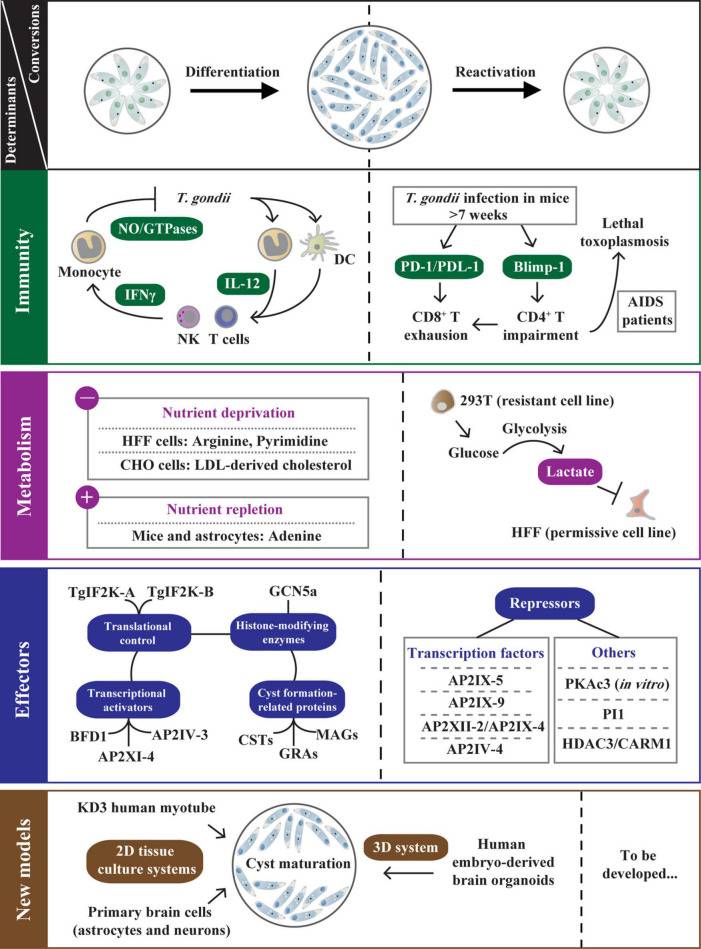 Conversions
Determinants
Differentiation
Reactivation
Immunity
T. gondii
NO/GTPases
Monocyte
DC
IL-12
IFNγ
NK T cells
T. gondii infection in mice
>7 weeks
PD-1/PDL-1
Blimp-1
CD8⁺ T
exhausion
CD4⁺ T
impairment
Lethal
toxoplasmosis
AIDS
patients
Metabolism
−
Nutrient deprivation
HFF cells: Arginine, Pyrimidine
CHO cells: LDL-derived cholesterol
+
Nutrient repletion
Mice and astrocytes: Adenine
293T (resistant cell line)
Glycolysis
Glucose
Lactate
HFF (permissive cell line)
Effectors
TgIF2K-A
TgIF2K-B
GCN5a
Translational
control
Histone-modifying
enzymes
Transcriptional
activators
Cyst formation-
related proteins
BFD1
AP2IV-3
AP2XI-4
CSTs
MAGs
GRAs
Repressors
Transcription factors
AP2IX-5
AP2IX-9
AP2XII-2/AP2IX-4
AP2IV-4
Others
PKAc3 (in vitro)
PI1
HDAC3/CARM1
New models
KD3 human myotube
2D tissue
culture systems
Primary brain cells
(astrocytes and neurons)
Cyst maturation
3D system
Human
embryo-derived
brain organoids
To be
developed...